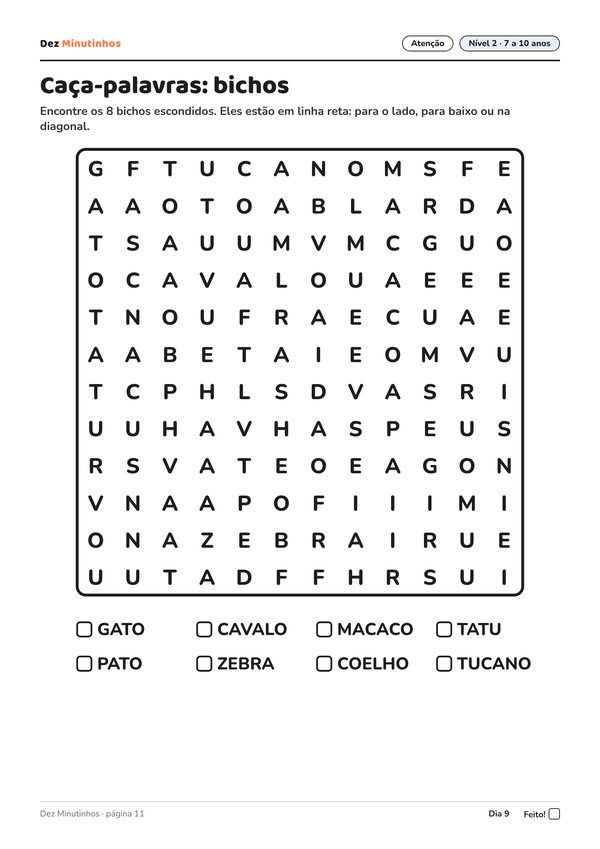 Dez Minutinhos
Atenção
Nível 2 · 7 a 10 anos
Caça-palavras: bichos
Encontre os 8 bichos escondidos. Eles estão em linha reta: para o lado, para baixo ou na
diagonal.
G F T U C A N O M S F E
A A O T O A B L A R D A
T S A U U M V M C G U O
O C A V A L O U A E E E
T N O U F R A E C U A E
A A B E T A I E O M V U
T C P H L S D V A S R I
U U H A V H A S P E U S
R S V A T E O E A G O N
V N A A P O F I I I M I
O N A Z E B R A I R U E
U U T A D F F H R S U I
GATO CAVALO MACACO TATU
PATO ZEBRA COELHO TUCANO
Dez Minutinhos · página 11
Dia 9 Feito!